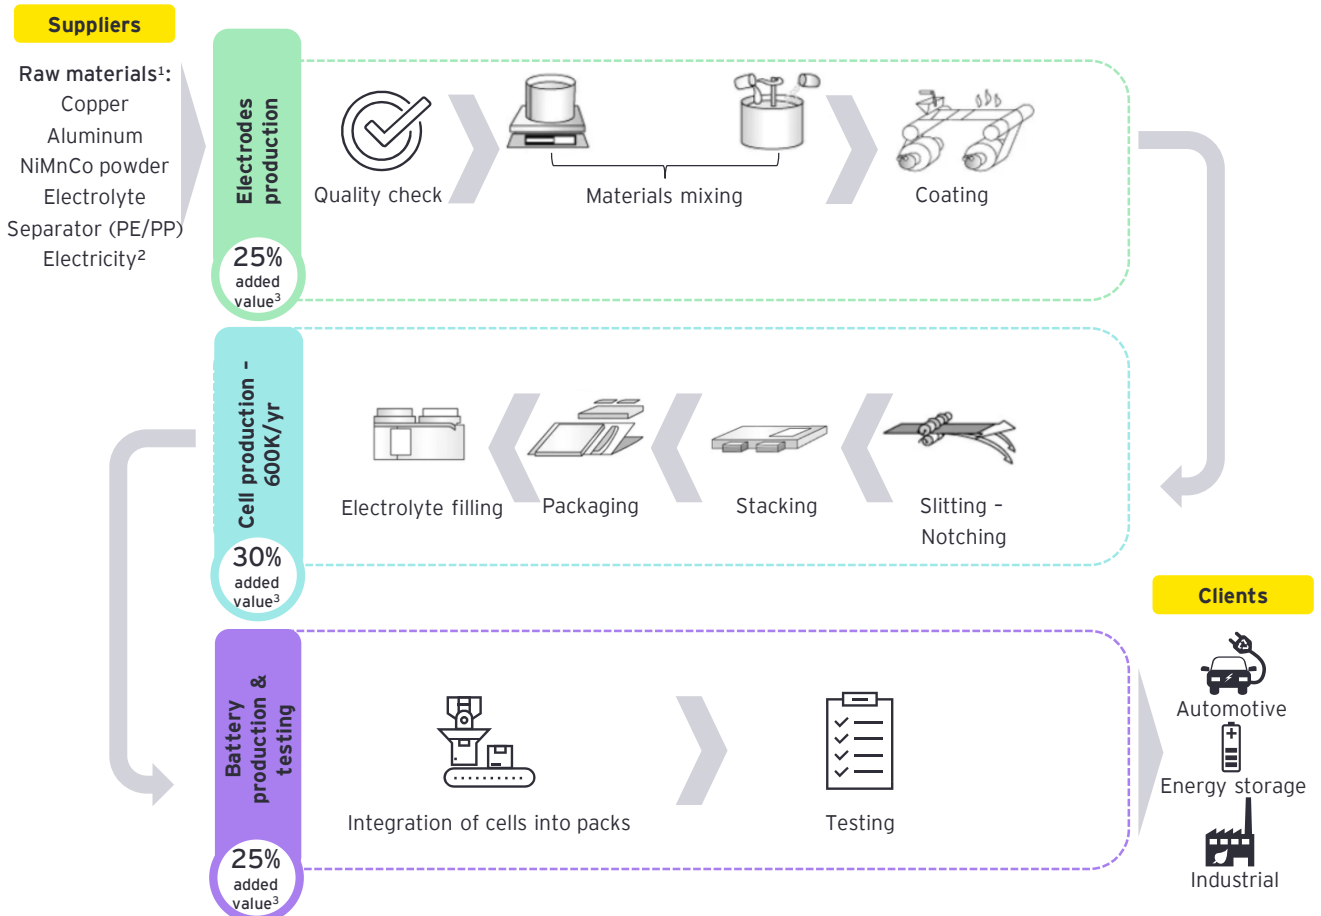 Suppliers
Raw materials¹:
Copper
Aluminum
NiMnCo powder
Electrolyte
Separator (PE/PP)
Electricity²
Electrodes
production
25%
added
value³
Quality check
Materials mixing
Coating
Cell production –
600K/yr
30%
added
value³
Electrolyte filling
Packaging
Stacking
Slitting –
Notching
Battery
production &
testing
25%
added
value³
Integration of cells into packs
Testing
Clients
Automotive
Energy storage
Industrial